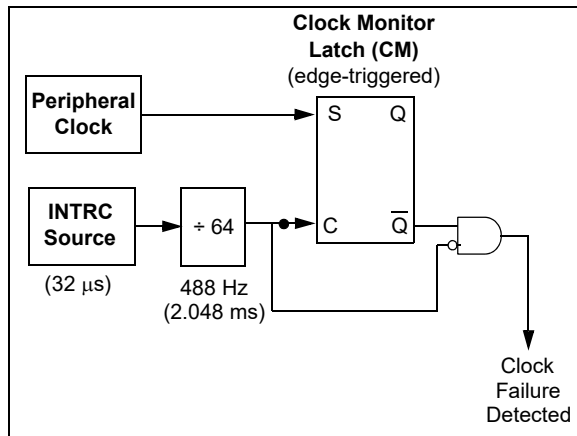 Clock Monitor
Latch (CM)
(edge-triggered)
Peripheral
Clock
S Q
INTRC
Source
÷ 64
C Q̅
(32 μs)
488 Hz
(2.048 ms)
Clock
Failure
Detected